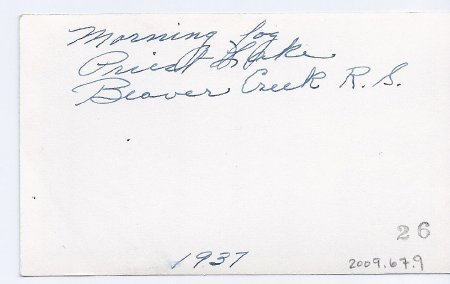 Morning fog
Priest Lake
Beaver Creek R. S.
26
1937
2009.67.9